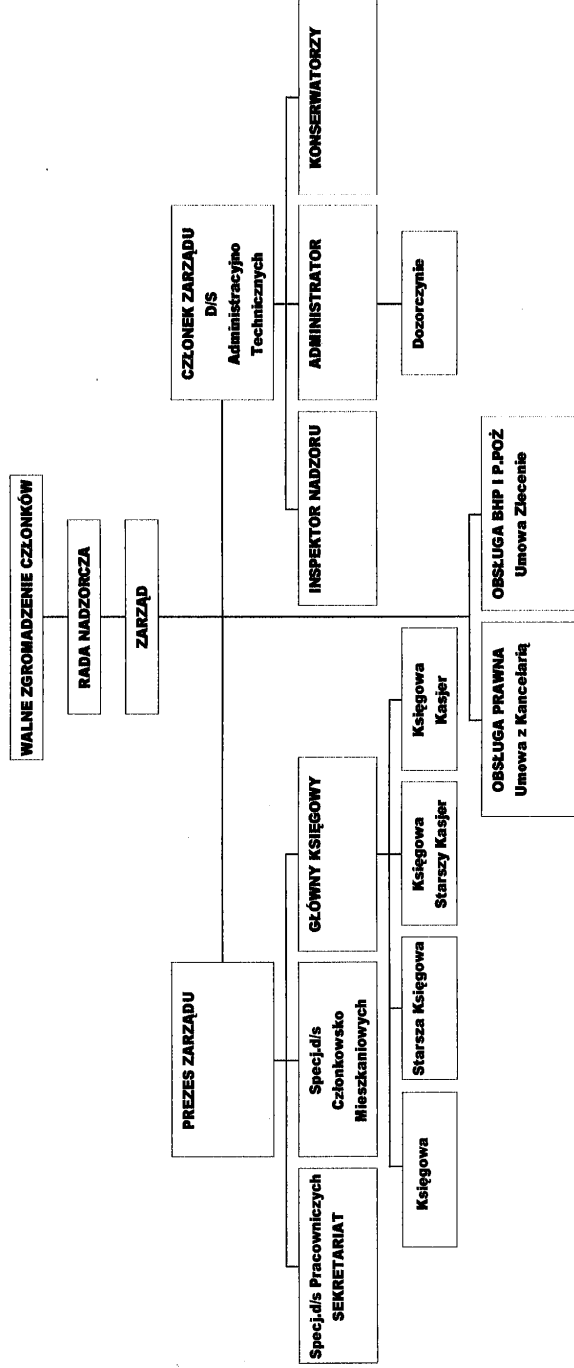 WALNE ZGROMADZENIE CZŁONKÓW
RADA NADZORCZA
ZARZĄD
PREZES ZARZĄDU
CZŁONEK ZARZĄDU
D/S
Administracyjno
Technicznych
Specj.d/s Pracowniczych
SEKRETARIAT
Specj.d/s
Członkowsko
Mieszkaniowych
GŁÓWNY KSIĘGOWY
INSPEKTOR NADZORU
ADMINISTRATOR
KONSERWATORZY
Księgowa
Starsza Księgowa
Księgowa
Starszy Kasjer
Księgowa
Kasjer
Dozorczynie
OBSŁUGA PRAWNA
Umowa z Kancelarią
OBSŁUGA BHP I P.POŻ
Umowa Zlecenie